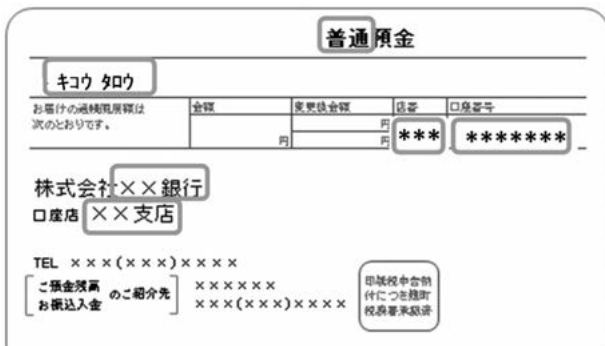 普通預金
キコウ タロウ
お届けの通帳限度額は
次のとおりです。
金額 変更後金額 店番 口座番号
円 円 円 *** *******
株式会社××銀行
口座店 ××支店
TEL ×××(×××)××××
ご預金残高
お振込入金
のご紹介先
××××××
×××(×××)××××
印紙税申告納
付につき麹町
税務署承認済